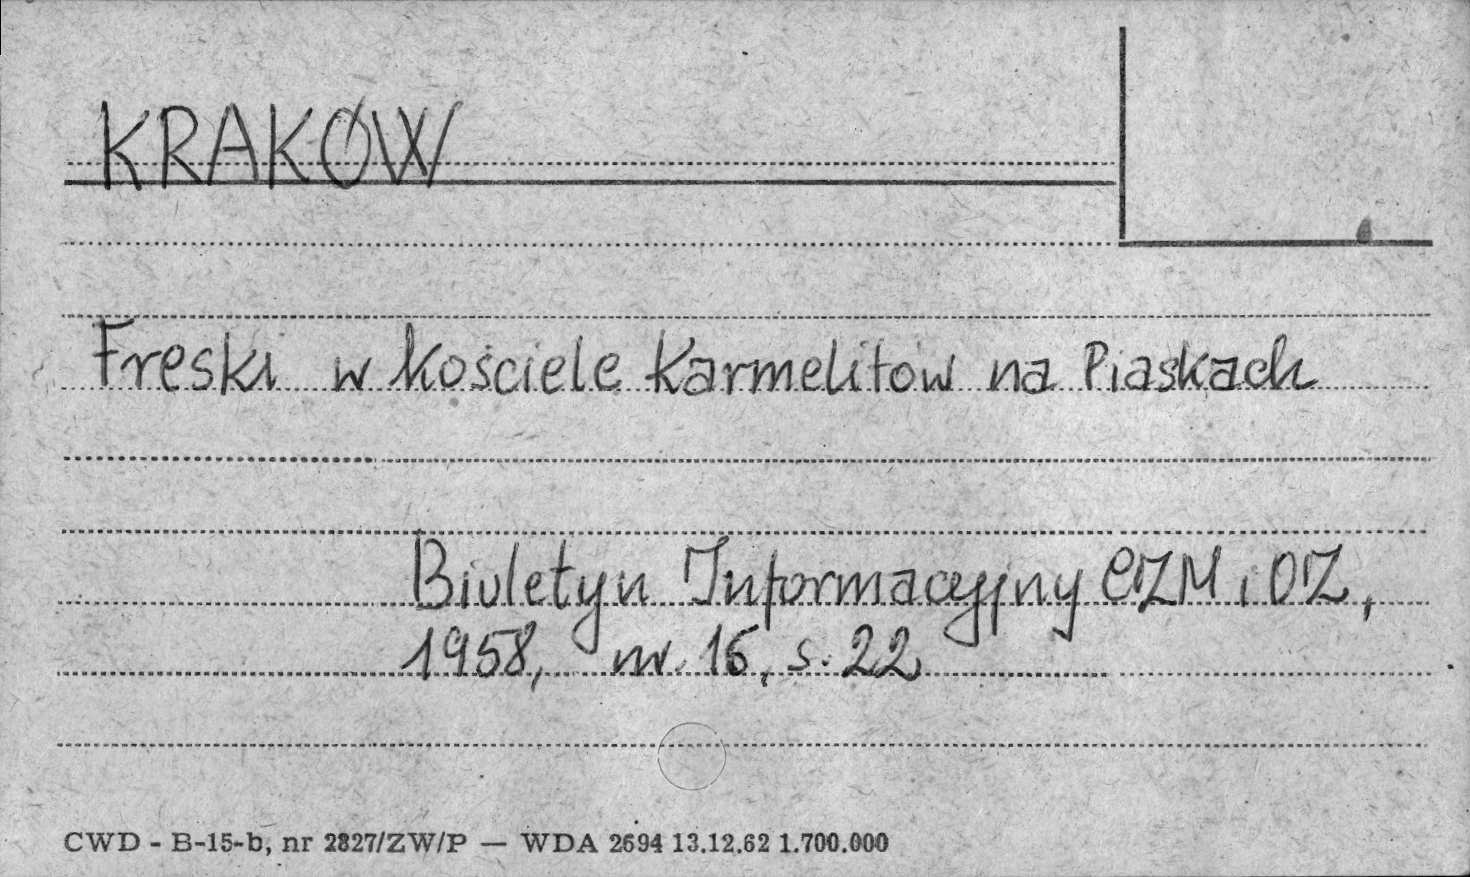 KRAKÓW
Freski w kościele Karmelitów na Piaskach
Biuletyn Informacyjny CZM i OZ,
1958, nr. 16, s. 22
CWD - B-15-b, nr 2827/ZW/P — WDA 2694 13.12.62 1.700.000